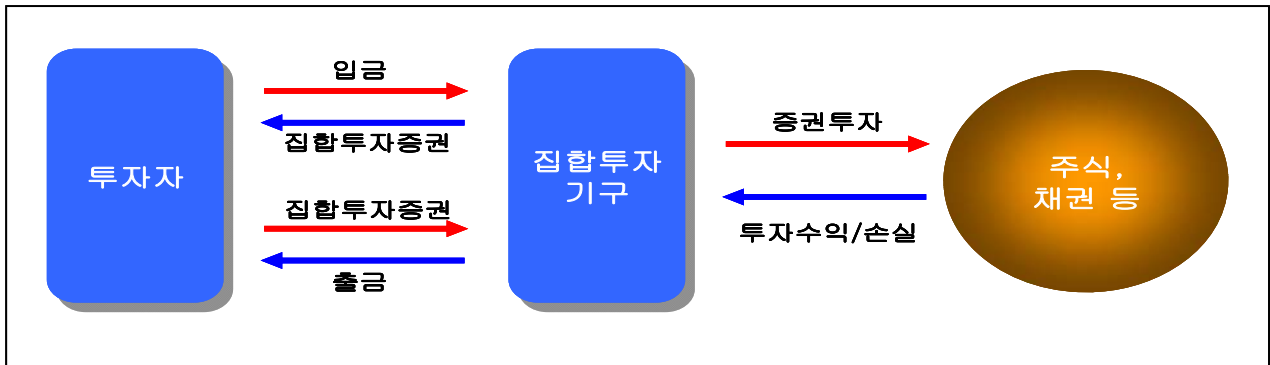 투자자
입금
집합투자증권
집합투자증권
출금
집합투자
기구
증권투자
투자수익/손실
주식,
채권 등